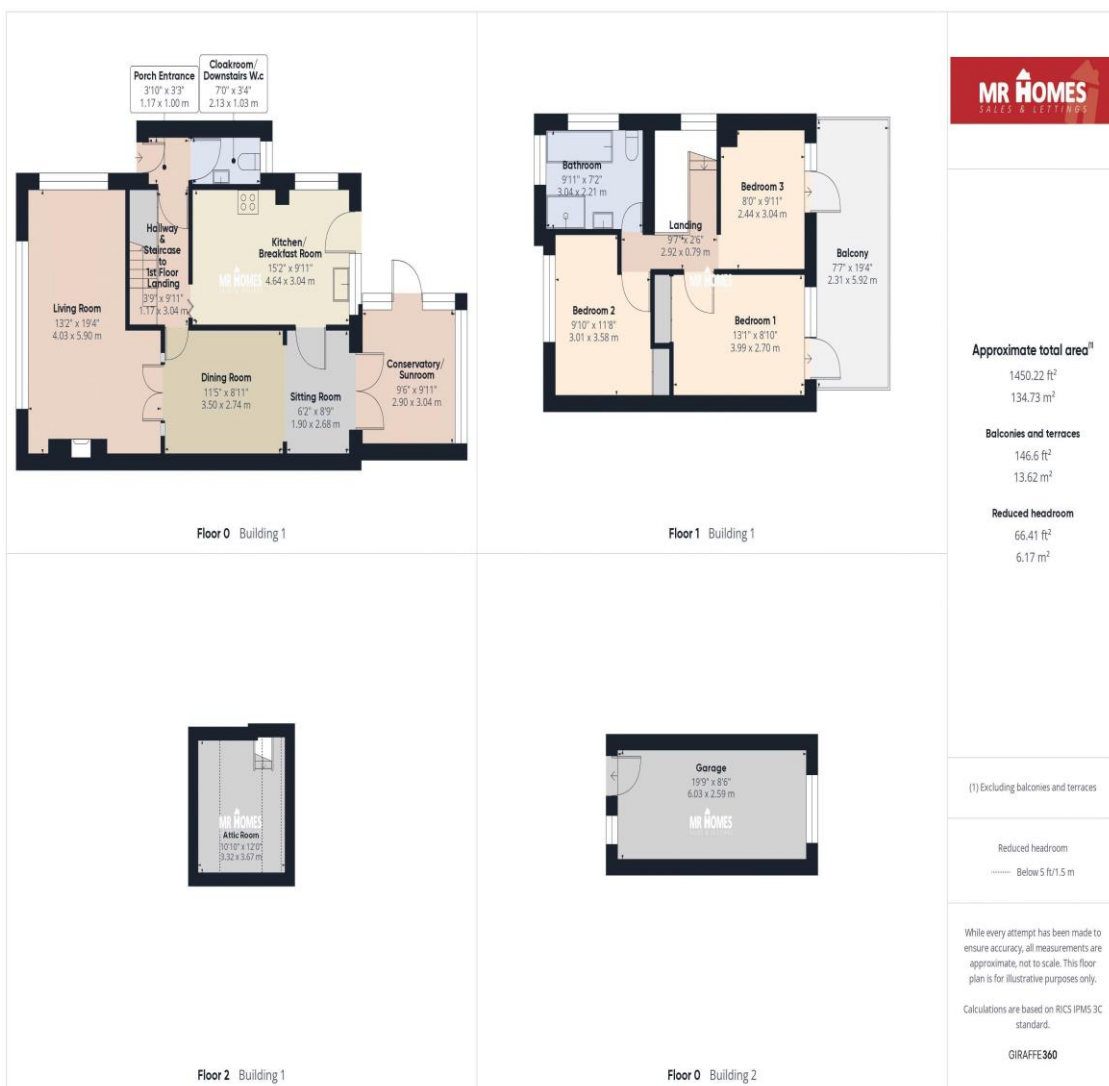 Porch Entrance
3'10" x 3'3"
1.17 x 1.00 m
Cloakroom/
Downstairs W.c
7'0" x 3'4"
2.13 x 1.03 m
Living Room
13'2" x 19'4"
4.03 x 5.90 m
Hallway
&
Staircase
to
1st Floor
Landing
3'9" x 9'11"
1.17 x 3.04 m
Kitchen/
Breakfast Room
15'2" x 9'11"
4.64 x 3.04 m
MR HOMES
Dining Room
11'5" x 8'11"
3.50 x 2.74 m
Sitting Room
6'2" x 8'9"
1.90 x 2.68 m
Conservatory/
Sunroom
9'6" x 9'11"
2.90 x 3.04 m
Floor 0 Building 1
Bathroom
9'11" x 7'2"
3.04 x 2.21 m
Landing
9'7" x 2'6"
2.92 x 0.79 m
MR HOMES
Bedroom 3
8'0" x 9'11"
2.44 x 3.04 m
Balcony
7'7" x 19'4"
2.31 x 5.92 m
Bedroom 2
9'10" x 11'8"
3.01 x 3.58 m
Bedroom 1
13'1" x 8'10"
3.99 x 2.70 m
Floor 1 Building 1
MR HOMES
Attic Room
10'10" x 12'0"
3.32 x 3.67 m
Floor 2 Building 1
Garage
19'9" x 8'6"
6.03 x 2.59 m
MR HOMES
SALES & LETTINGS
Floor 0 Building 2
MR HOMES
SALES & LETTINGS
Approximate total area(1)
1450.22 ft²
134.73 m²
Balconies and terraces
146.6 ft²
13.62 m²
Reduced headroom
66.41 ft²
6.17 m²
(1) Excluding balconies and terraces
Reduced headroom
Below 5 ft/1.5 m
While every attempt has been made to
ensure accuracy, all measurements are
approximate, not to scale. This floor
plan is for illustrative purposes only.
Calculations are based on RICS IPMS 3C
standard.
GIRAFFE360